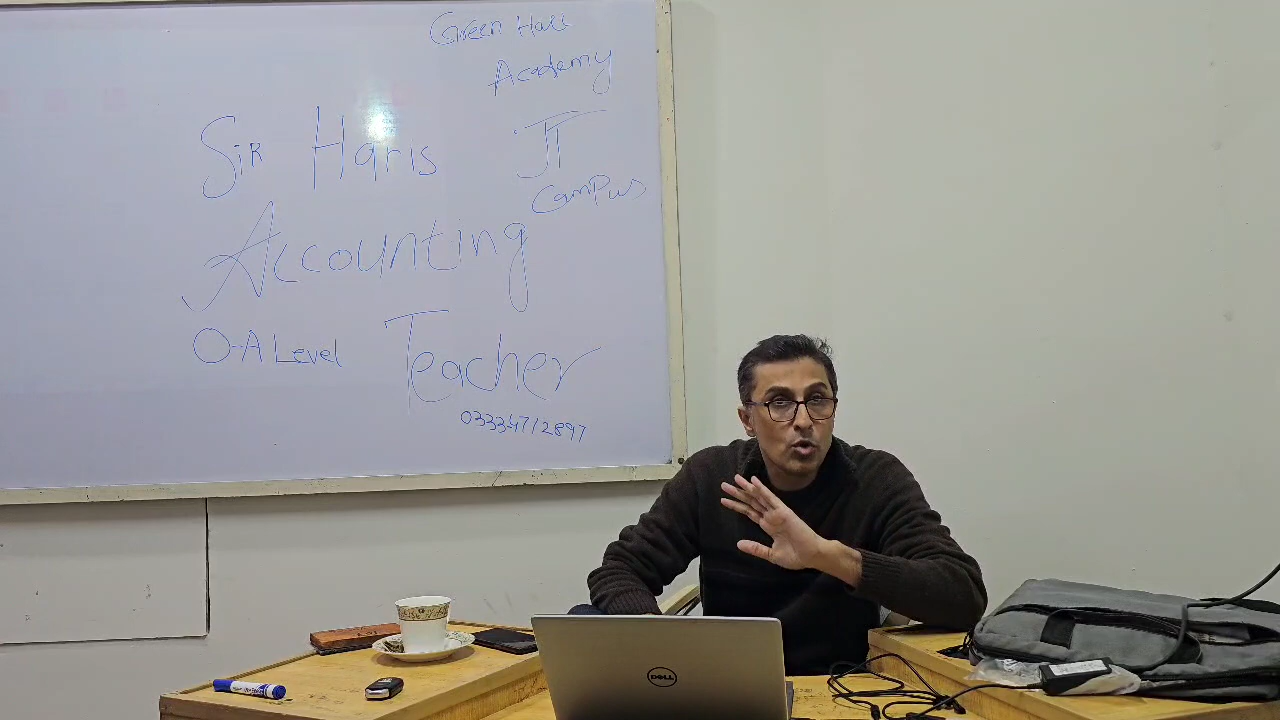 Green Hall
Academy
JT
Campus
Sir Haris
Accounting
O-A Level Teacher
03334712897
DELL